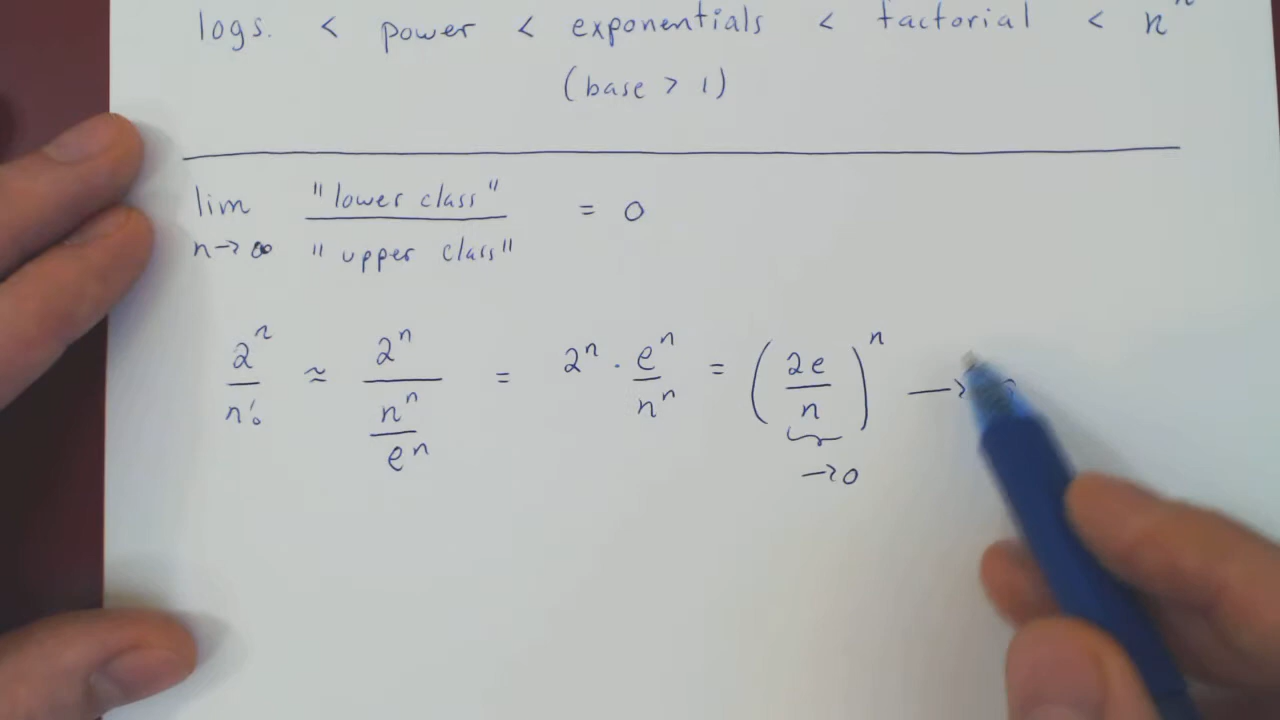 logs. < power < exponentials < factorial < n^n
(base > 1)
lim n→∞ "lower class" / "upper class" = 0
2^n / n! ≈ 2^n / (n^n / e^n) = 2^n · e^n / n^n = (2e / n)^n →
→0